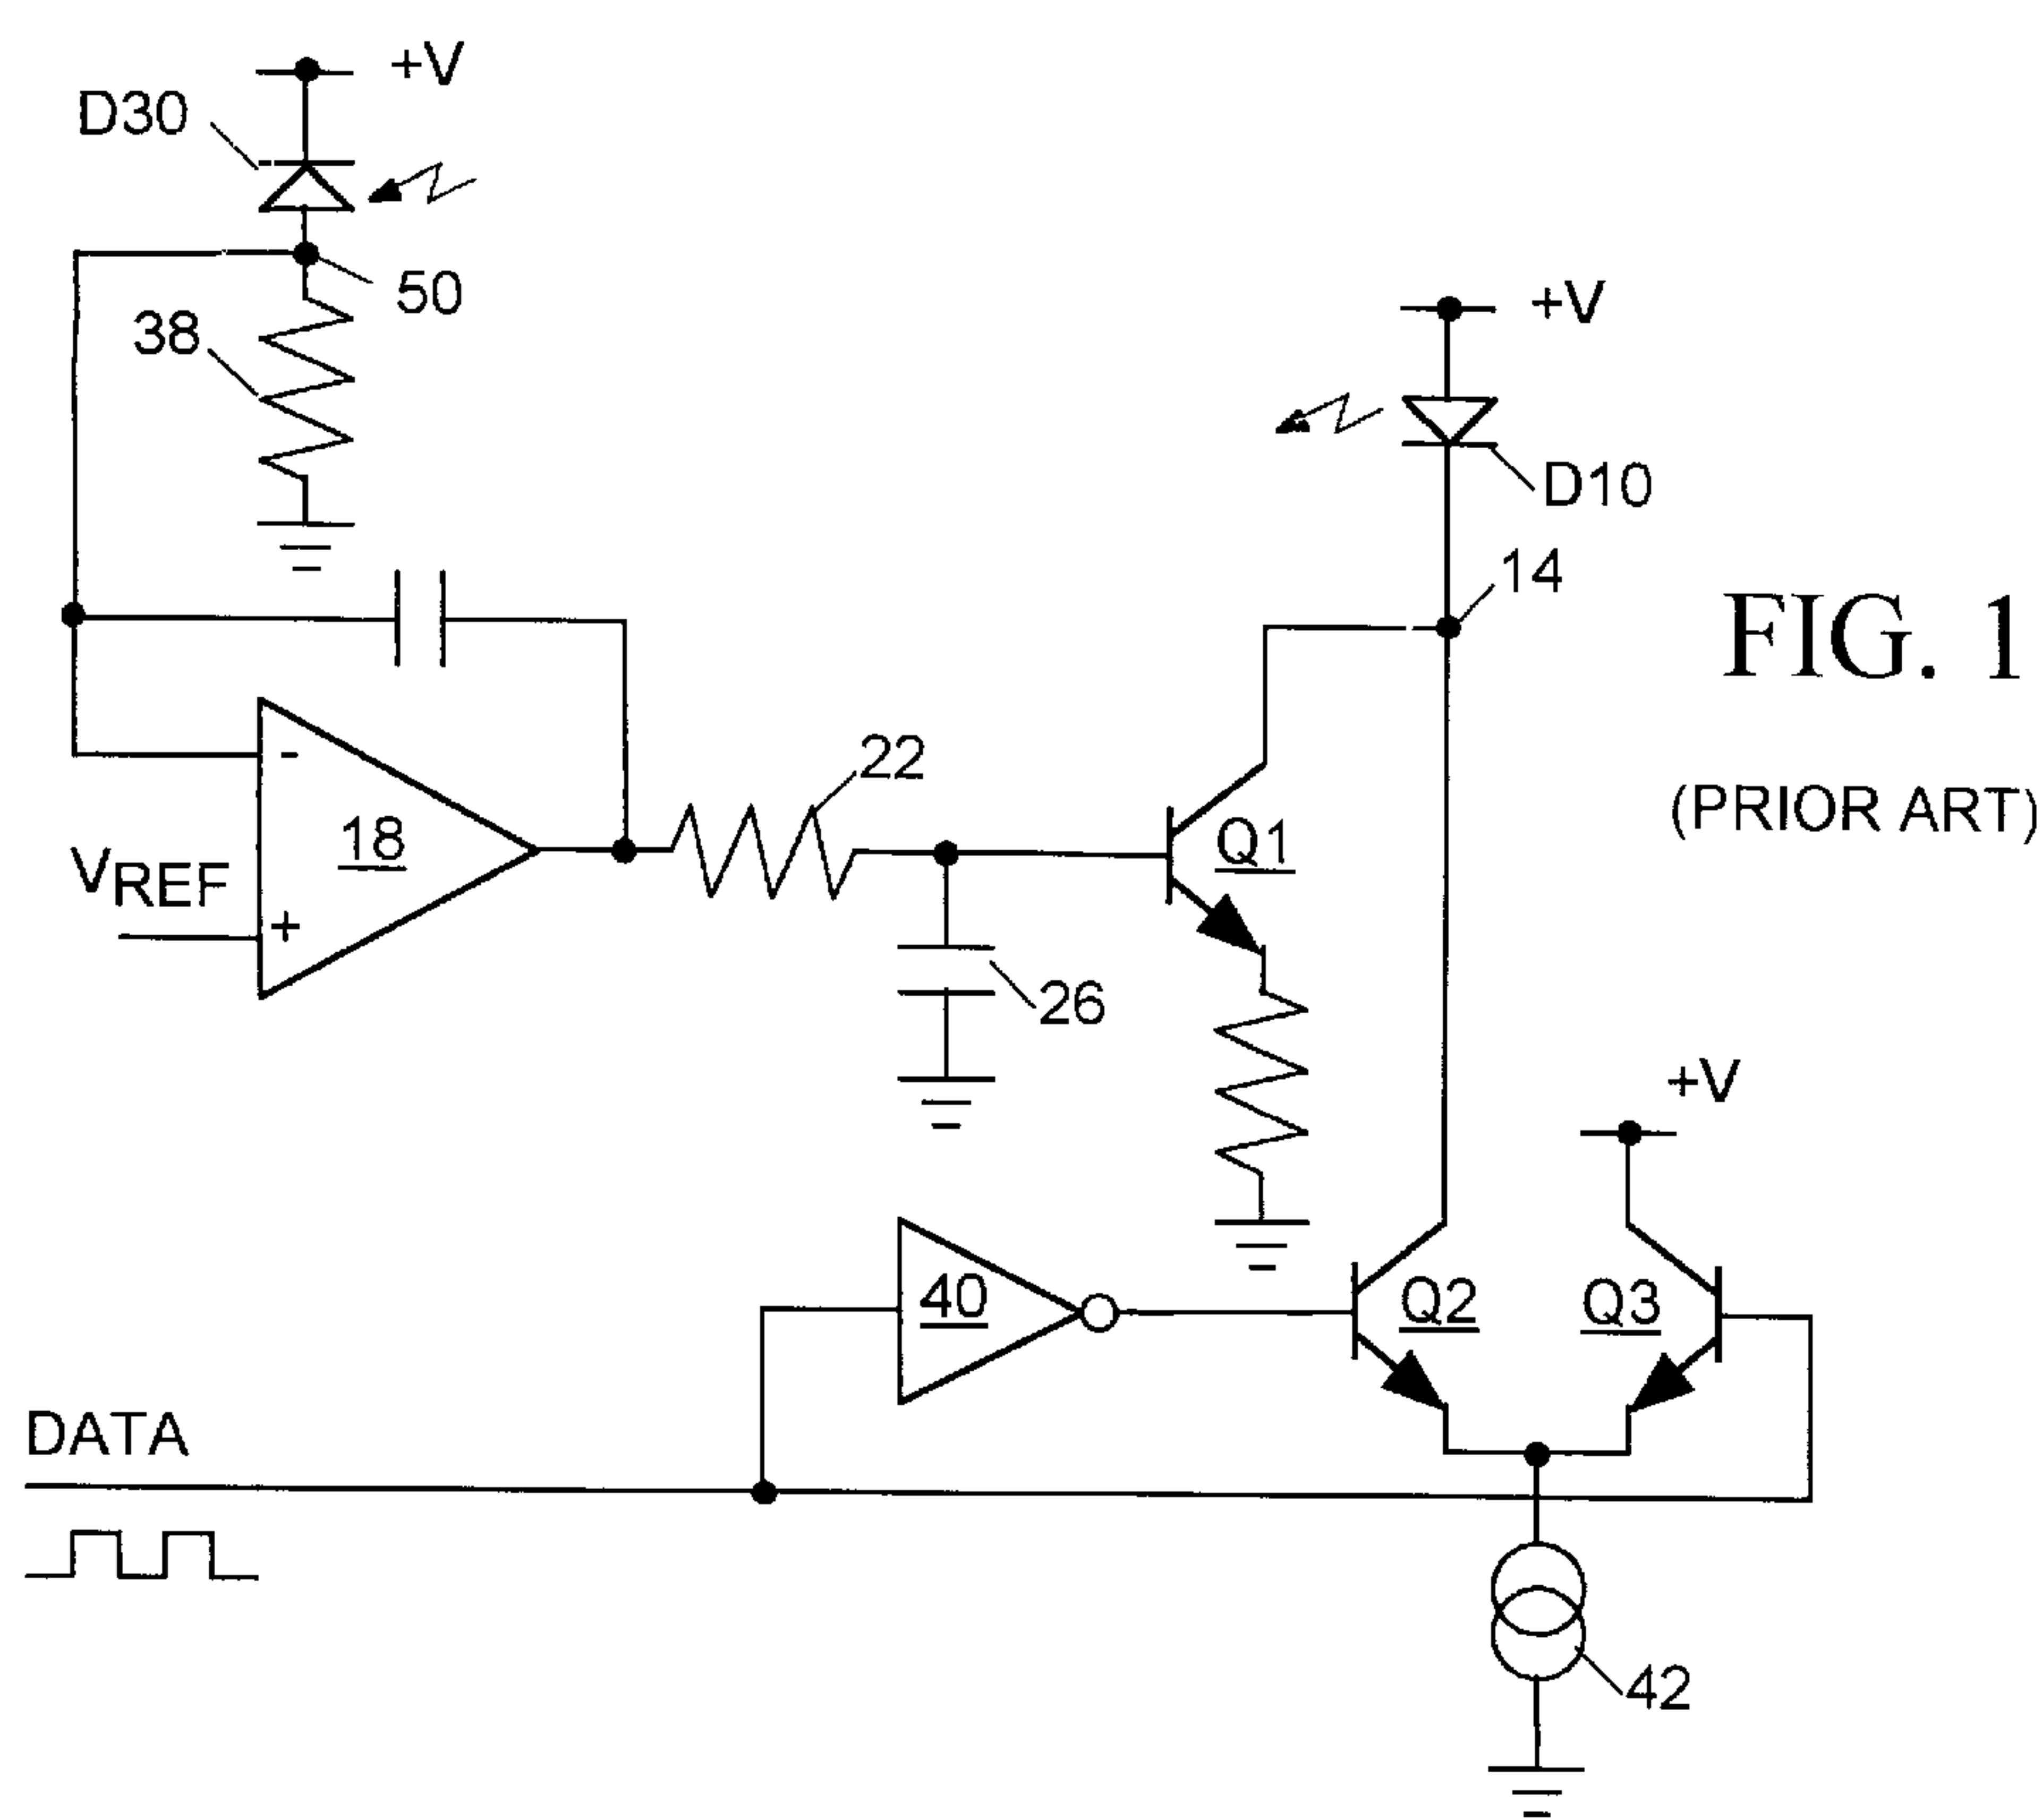 +V
D30
50
38
+V
D10
14
FIG. 1
(PRIOR ART)
22
-
18
Q1
VREF
+
26
+V
40
Q2
Q3
DATA
42